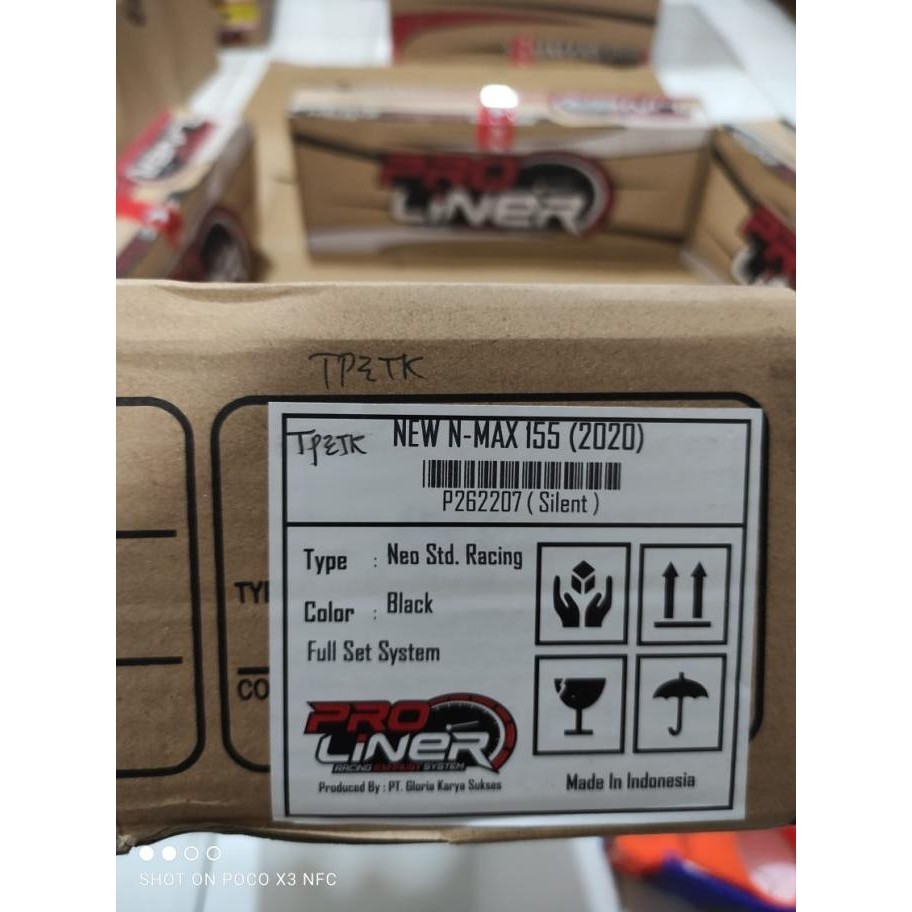 PRO
LINER
TPETK
TPETK
NEW N-MAX 155 (2020)
P262207 ( Silent )
Type : Neo Std. Racing
Color : Black
Full Set System
TYP
CO
PRO
LINER
RACING EXHAUST SYSTEM
Produced By : PT. Gloria Karya Sukses
Made In Indonesia
SHOT ON POCO X3 NFC